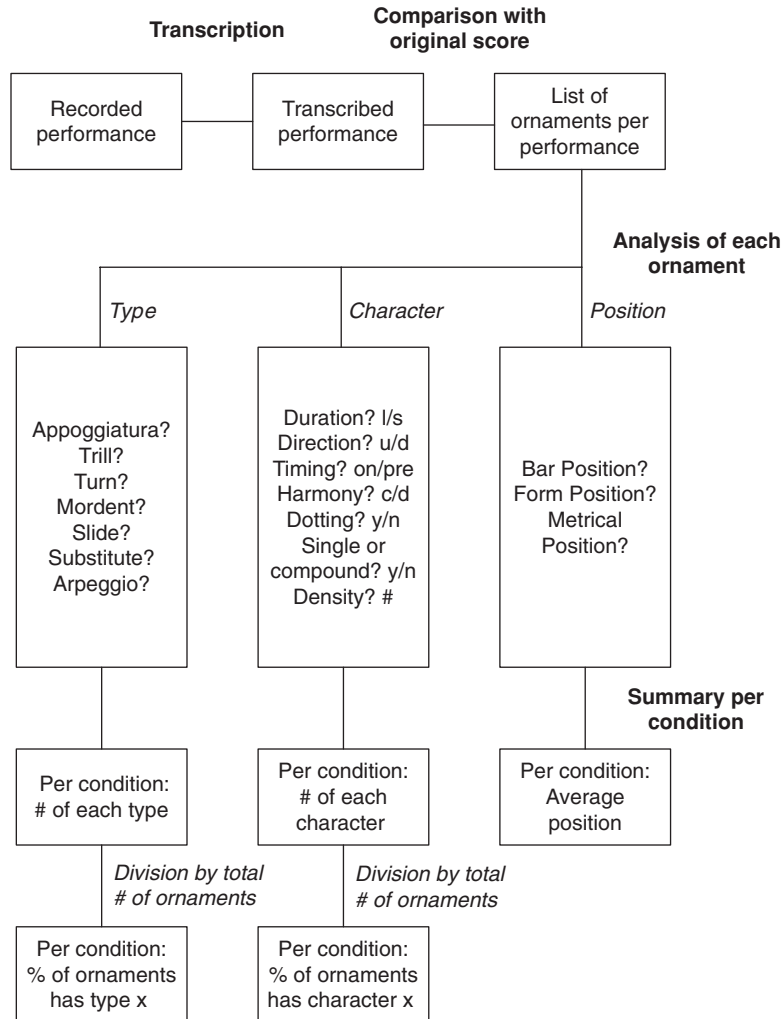 Transcription
Comparison with
original score
Recorded
performance
Transcribed
performance
List of
ornaments per
performance
Analysis of each
ornament
Type
Character
Position
Appoggiatura?
Trill?
Turn?
Mordent?
Slide?
Substitute?
Arpeggio?
Duration? l/s
Direction? u/d
Timing? on/pre
Harmony? c/d
Dotting? y/n
Single or
compound? y/n
Density? #
Bar Position?
Form Position?
Metrical
Position?
Summary per
condition
Per condition:
# of each type
Per condition:
# of each
character
Per condition:
Average
position
Division by total
# of ornaments
Division by total
# of ornaments
Per condition:
% of ornaments
has type x
Per condition:
% of ornaments
has character x